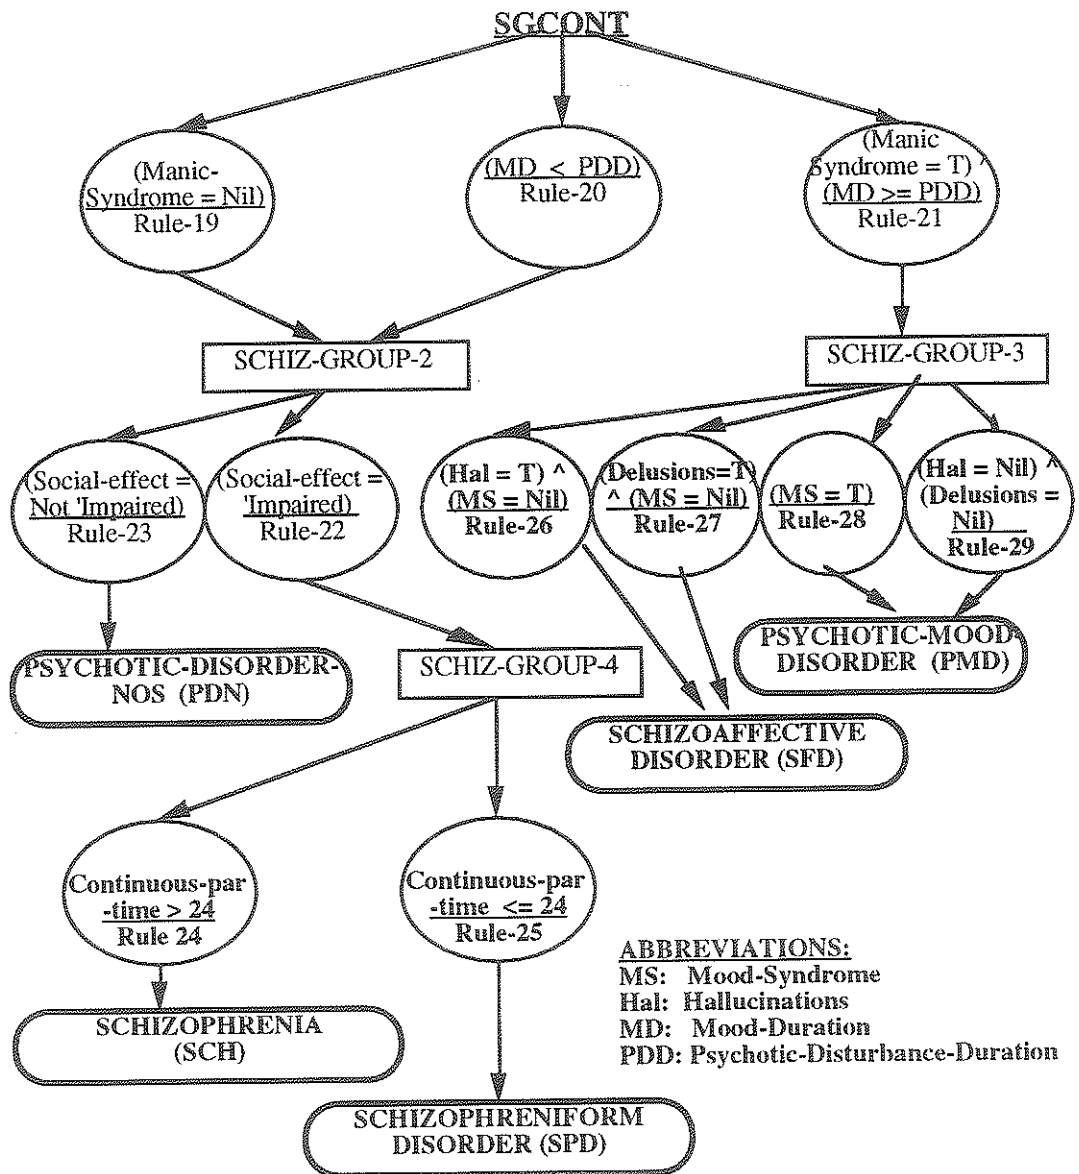 SGCONT
(Manic-
Syndrome = Nil)
Rule-19
(MD < PDD)
Rule-20
(Manic
Syndrome = T) ^
(MD >= PDD)
Rule-21
SCHIZ-GROUP-2
SCHIZ-GROUP-3
(Social-effect =
Not 'Impaired)
Rule-23
(Social-effect =
'Impaired)
Rule-22
(Hal = T) ^
(MS = Nil)
Rule-26
(Delusions=T)
^ (MS = Nil)
Rule-27
(MS = T)
Rule-28
(Hal = Nil) ^
(Delusions =
Nil)
Rule-29
PSYCHOTIC-DISORDER-
NOS (PDN)
SCHIZ-GROUP-4
PSYCHOTIC-MOOD-
DISORDER (PMD)
SCHIZOAFFECTIVE
DISORDER (SFD)
Continuous-par
-time > 24
Rule 24
Continuous-par
-time <= 24
Rule-25
ABBREVIATIONS:
MS: Mood-Syndrome
Hal: Hallucinations
MD: Mood-Duration
PDD: Psychotic-Disturbance-Duration
SCHIZOPHRENIA
(SCH)
SCHIZOPHRENIFORM
DISORDER (SPD)